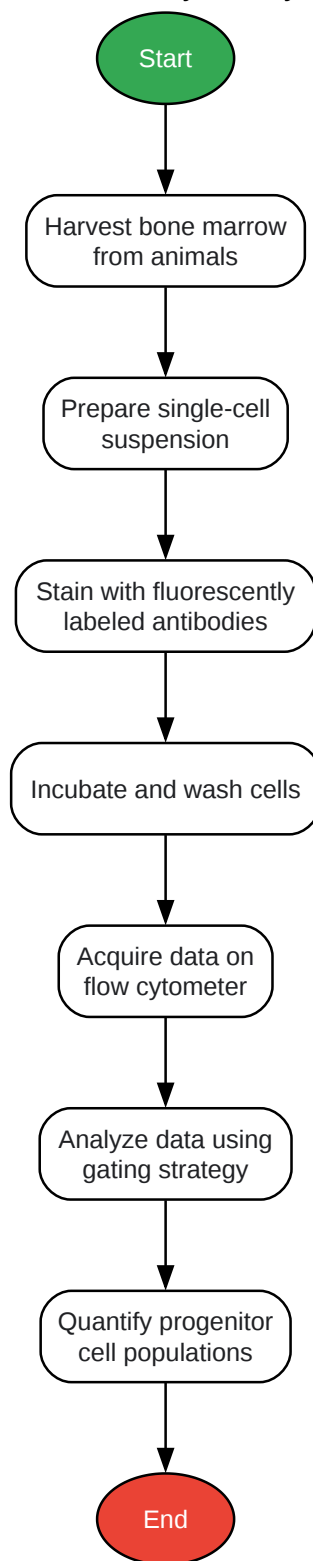 Start
Harvest bone marrow
from animals
Prepare single-cell
suspension
Stain with fluorescently
labeled antibodies
Incubate and wash cells
Acquire data on
flow cytometer
Analyze data using
gating strategy
Quantify progenitor
cell populations
End